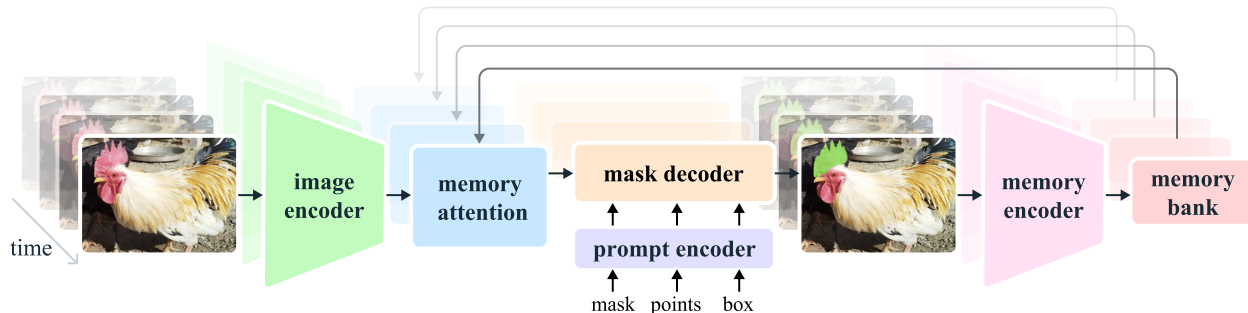 time
image
encoder
memory
attention
mask decoder
prompt encoder
mask points box
memory
encoder
memory
bank